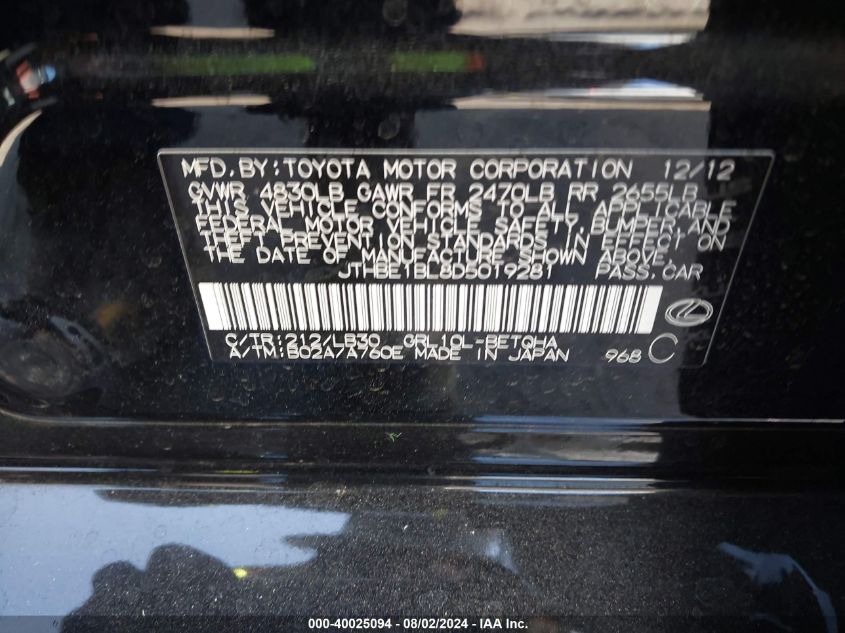 MFD. BY: TOYOTA MOTOR CORPORATION 12/12
GVWR 4830LB GAWR FR 2470LB RR 2655LB
THIS VEHICLE CONFORMS TO ALL APPLICABLE
FEDERAL MOTOR VEHICLE SAFETY, BUMPER, AND
THEFT PREVENTION STANDARDS IN EFFECT ON
THE DATE OF MANUFACTURE SHOWN ABOVE.
JTHBE1BL8D5019281 PASS. CAR
C/TR: 212/LB30 GRL10L-BETQHA
A/TM: B02A/A760E MADE IN JAPAN 968 C
000-40025094 - 08/02/2024 - IAA Inc.